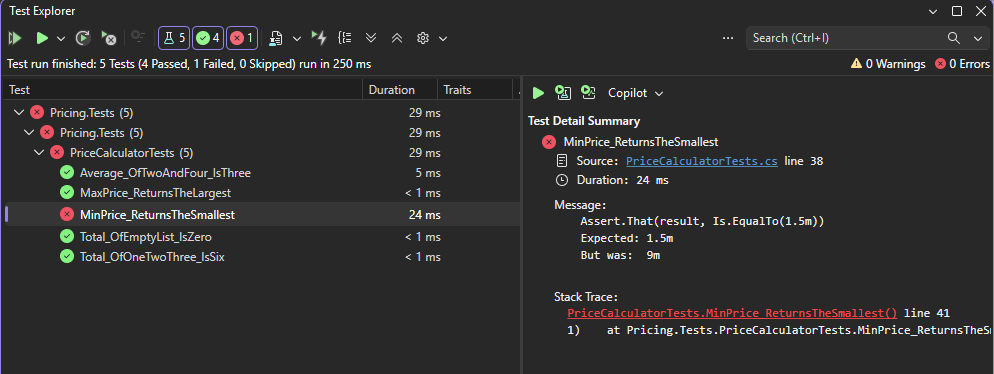 Test Explorer
5 4 1 Search (Ctrl+I)
Test run finished: 5 Tests (4 Passed, 1 Failed, 0 Skipped) run in 250 ms 0 Warnings 0 Errors
Test Duration Traits
Pricing.Tests (5) 29 ms
Pricing.Tests (5) 29 ms
PriceCalculatorTests (5) 29 ms
Average_OfTwoAndFour_IsThree 5 ms
MaxPrice_ReturnsTheLargest < 1 ms
MinPrice_ReturnsTheSmallest 24 ms
Total_OfEmptyList_IsZero < 1 ms
Total_OfOneTwoThree_IsSix < 1 ms
Copilot
Test Detail Summary
MinPrice_ReturnsTheSmallest
Source: PriceCalculatorTests.cs line 38
Duration: 24 ms
Message:
Assert.That(result, Is.EqualTo(1.5m))
Expected: 1.5m
But was: 9m
Stack Trace:
PriceCalculatorTests.MinPrice_ReturnsTheSmallest() line 41
1) at Pricing.Tests.PriceCalculatorTests.MinPrice_ReturnsTheSm